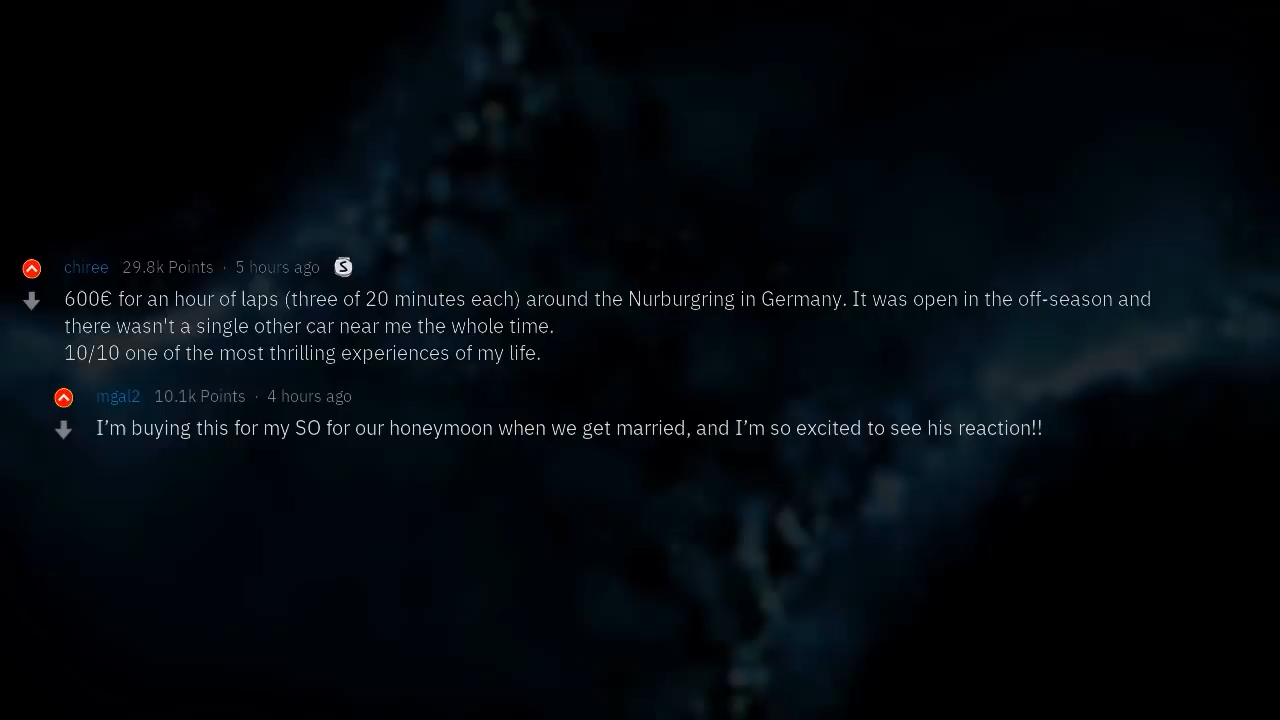 chiree 29.8k Points · 5 hours ago S
600€ for an hour of laps (three of 20 minutes each) around the Nurburgring in Germany. It was open in the off-season and
there wasn't a single other car near me the whole time.
10/10 one of the most thrilling experiences of my life.
mgal2 10.1k Points · 4 hours ago
I’m buying this for my SO for our honeymoon when we get married, and I’m so excited to see his reaction!!